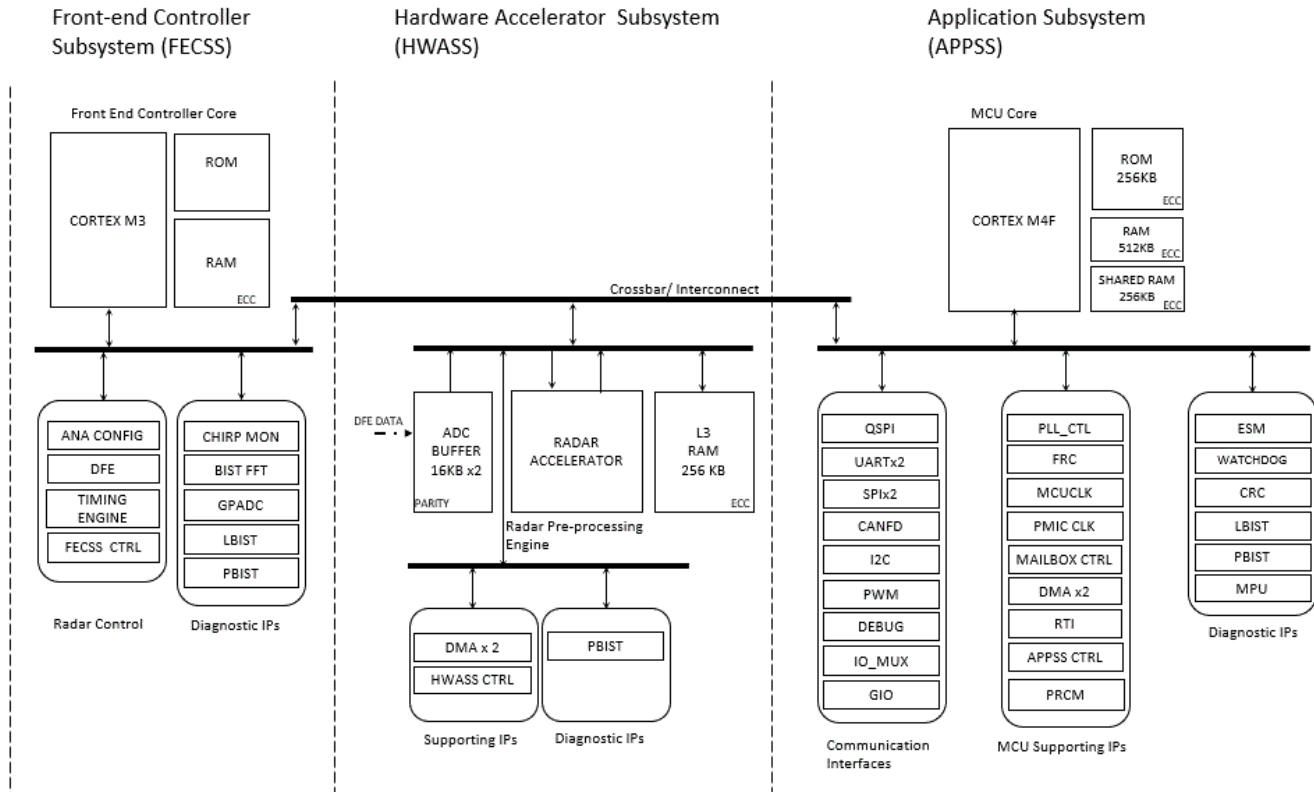 Front-end Controller
Subsystem (FECSS)
Hardware Accelerator Subsystem
(HWASS)
Application Subsystem
(APPSS)
Front End Controller Core
CORTEX M3
ROM
RAM
ECC
MCU Core
CORTEX M4F
ROM
256KB
ECC
RAM
512KB
ECC
SHARED RAM
256KB
ECC
Crossbar/ Interconnect
ANA CONFIG
DFE
TIMING
ENGINE
FECSS CTRL
Radar Control
CHIRP MON
BIST FFT
GPADC
LBIST
PBIST
Diagnostic IPs
DFE DATA
ADC
BUFFER
16KB x2
PARITY
RADAR
ACCELERATOR
L3
RAM
256 KB
ECC
Radar Pre-processing
Engine
DMA x 2
HWASS CTRL
Supporting IPs
PBIST
Diagnostic IPs
QSPI
UARTx2
SPIx2
CANFD
I2C
PWM
DEBUG
IO_MUX
GIO
Communication
Interfaces
PLL_CTL
FRC
MCUCLK
PMIC CLK
MAILBOX CTRL
DMA x2
RTI
APPSS CTRL
PRCM
MCU Supporting IPs
ESM
WATCHDOG
CRC
LBIST
PBIST
MPU
Diagnostic IPs